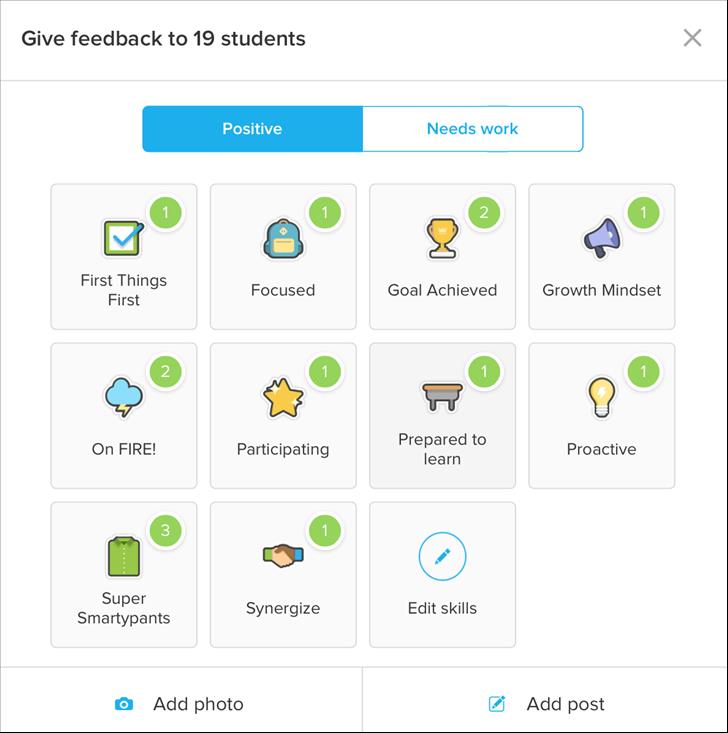 Give feedback to 19 students
Positive
Needs work
1
First Things
First
1
Focused
2
Goal Achieved
1
Growth Mindset
2
On FIRE!
1
Participating
1
Prepared to
learn
1
Proactive
3
Super
Smartypants
1
Synergize
Edit skills
Add photo
Add post